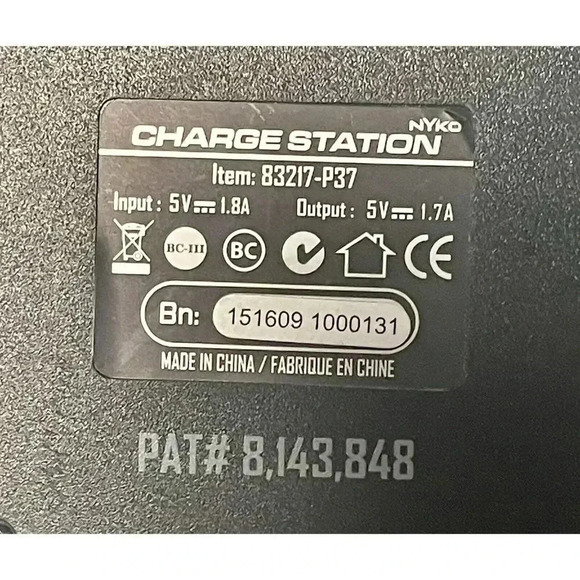 NYKO
CHARGE STATION
Item: 83217-P37
Input : 5V⎓1.8A Output : 5V⎓1.7A
BC-III BC CE
Bn: 151609 1000131
MADE IN CHINA / FABRIQUE EN CHINE
PAT# 8,143,848